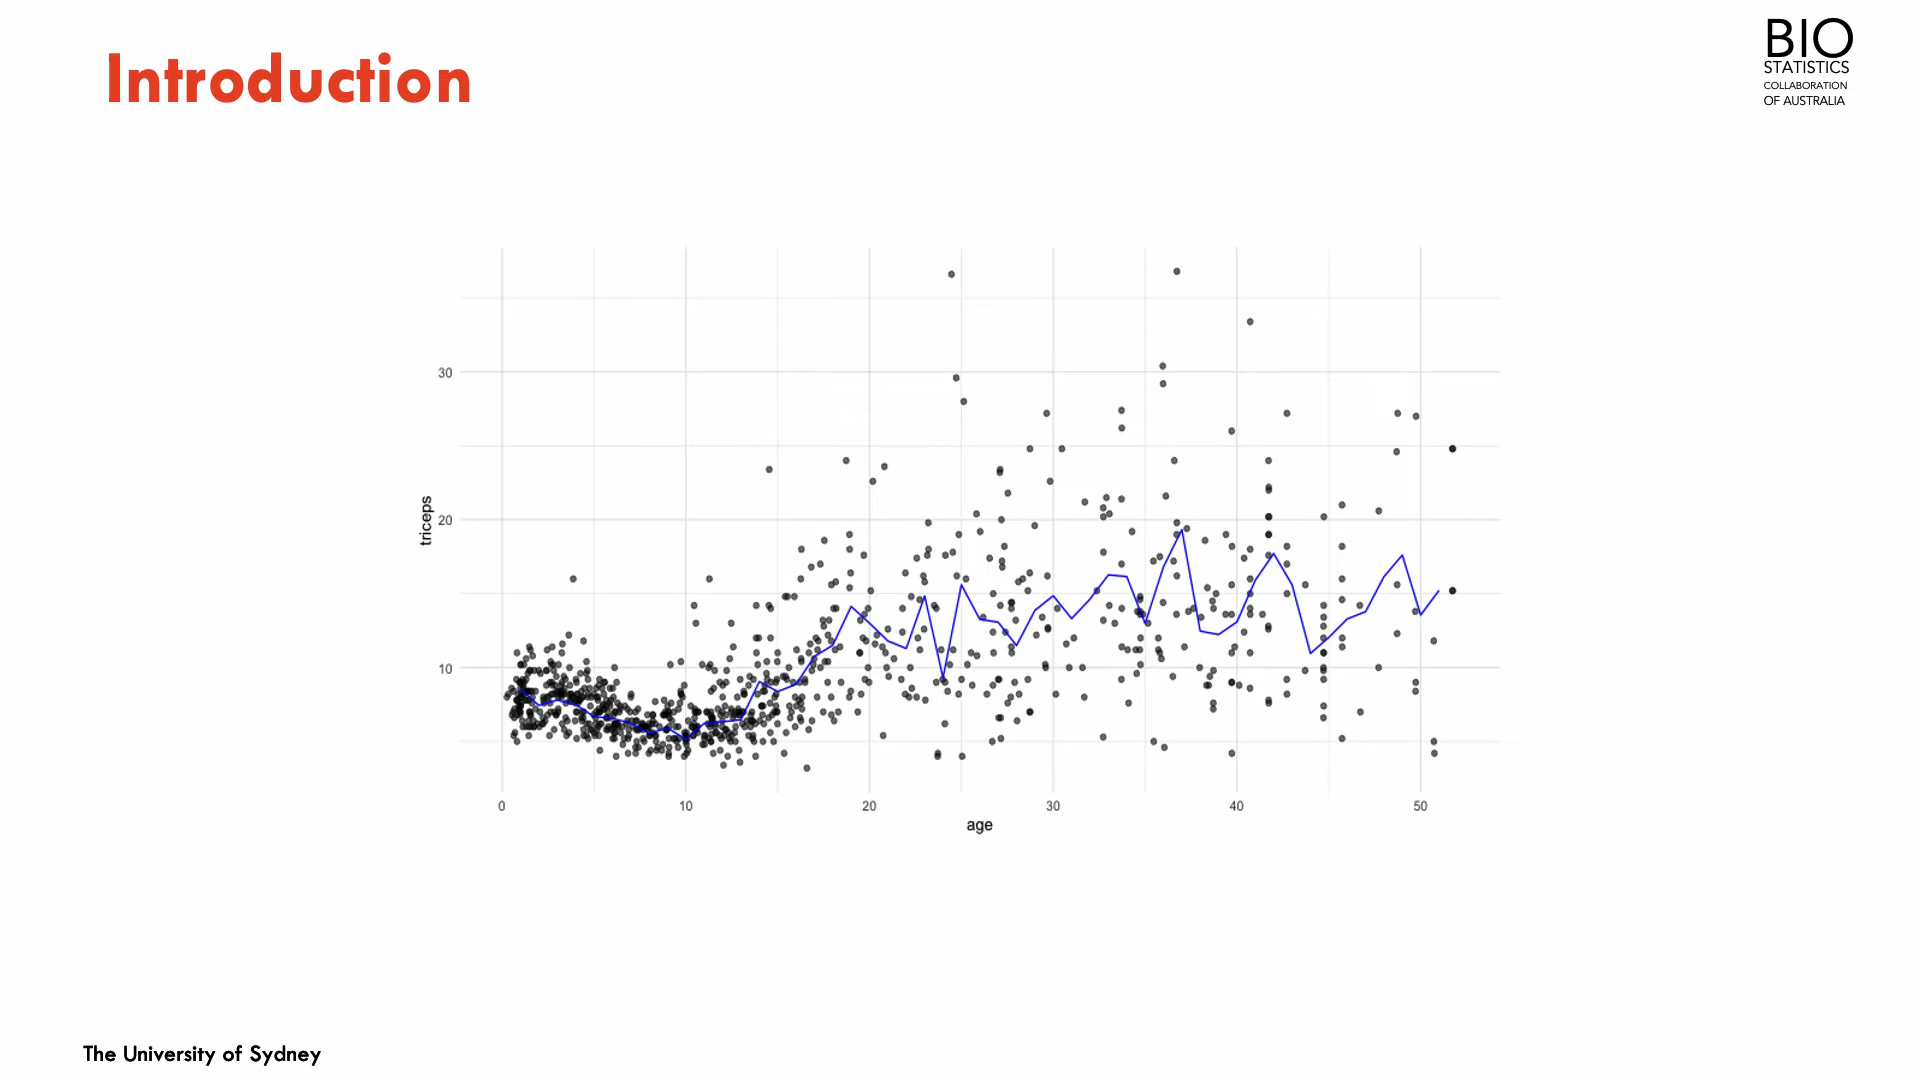 Introduction
BIO
STATISTICS
COLLABORATION
OF AUSTRALIA
30
20
10
triceps
0 10 20 30 40 50
age
The University of Sydney